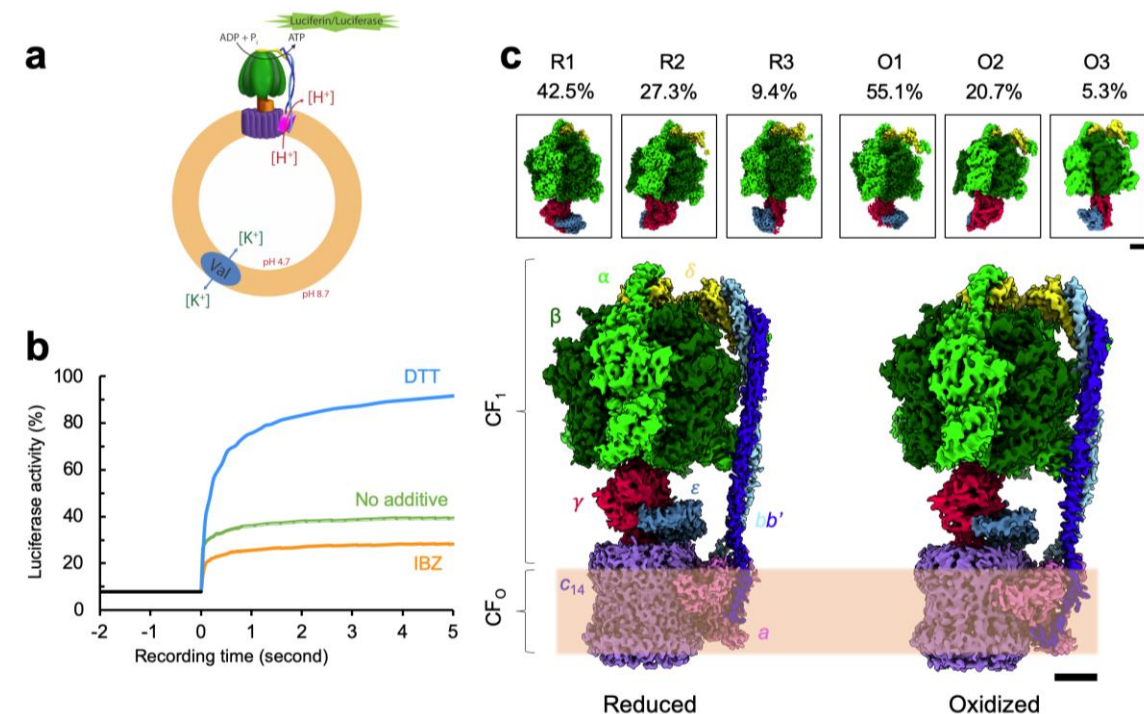 a
Luciferin/Luciferase
ADP + Pi
ATP
[H⁺]
[H⁺]
[K⁺]
Val
[K⁺]
pH 4.7
pH 8.7
b
Luciferase activity (%)
100
80
60
40
20
0
DTT
No additive
IBZ
-2 -1 0 1 2 3 4 5
Recording time (second)
c
R1 R2 R3 O1 O2 O3
42.5% 27.3% 9.4% 55.1% 20.7% 5.3%
α
δ
β
CF₁
γ
ε
bb’
CF_O
c₁₄
a
Reduced Oxidized